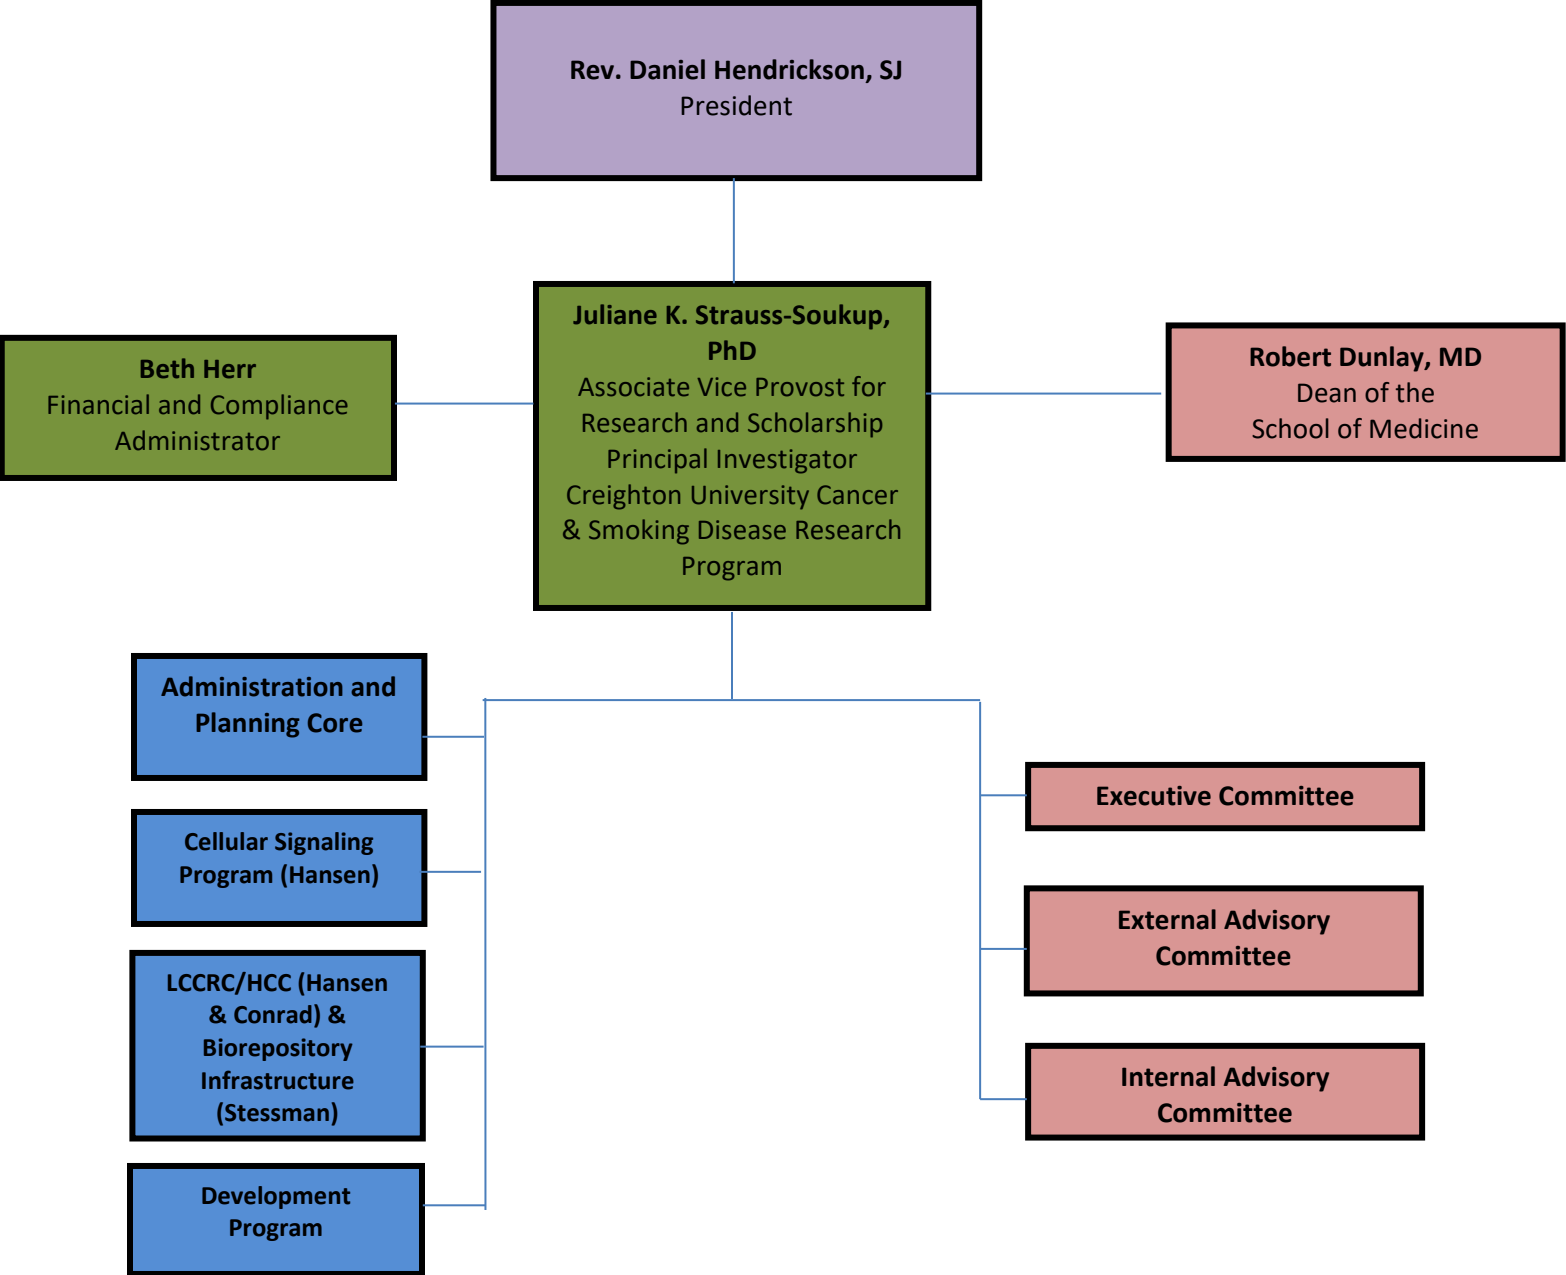 Rev. Daniel Hendrickson, SJ
President
Juliane K. Strauss-Soukup,
PhD
Associate Vice Provost for
Research and Scholarship
Principal Investigator
Creighton University Cancer
& Smoking Disease Research
Program
Beth Herr
Financial and Compliance
Administrator
Robert Dunlay, MD
Dean of the
School of Medicine
Administration and
Planning Core
Cellular Signaling
Program (Hansen)
LCCRC/HCC (Hansen
& Conrad) &
Biorepository
Infrastructure
(Stessman)
Development
Program
Executive Committee
External Advisory
Committee
Internal Advisory
Committee